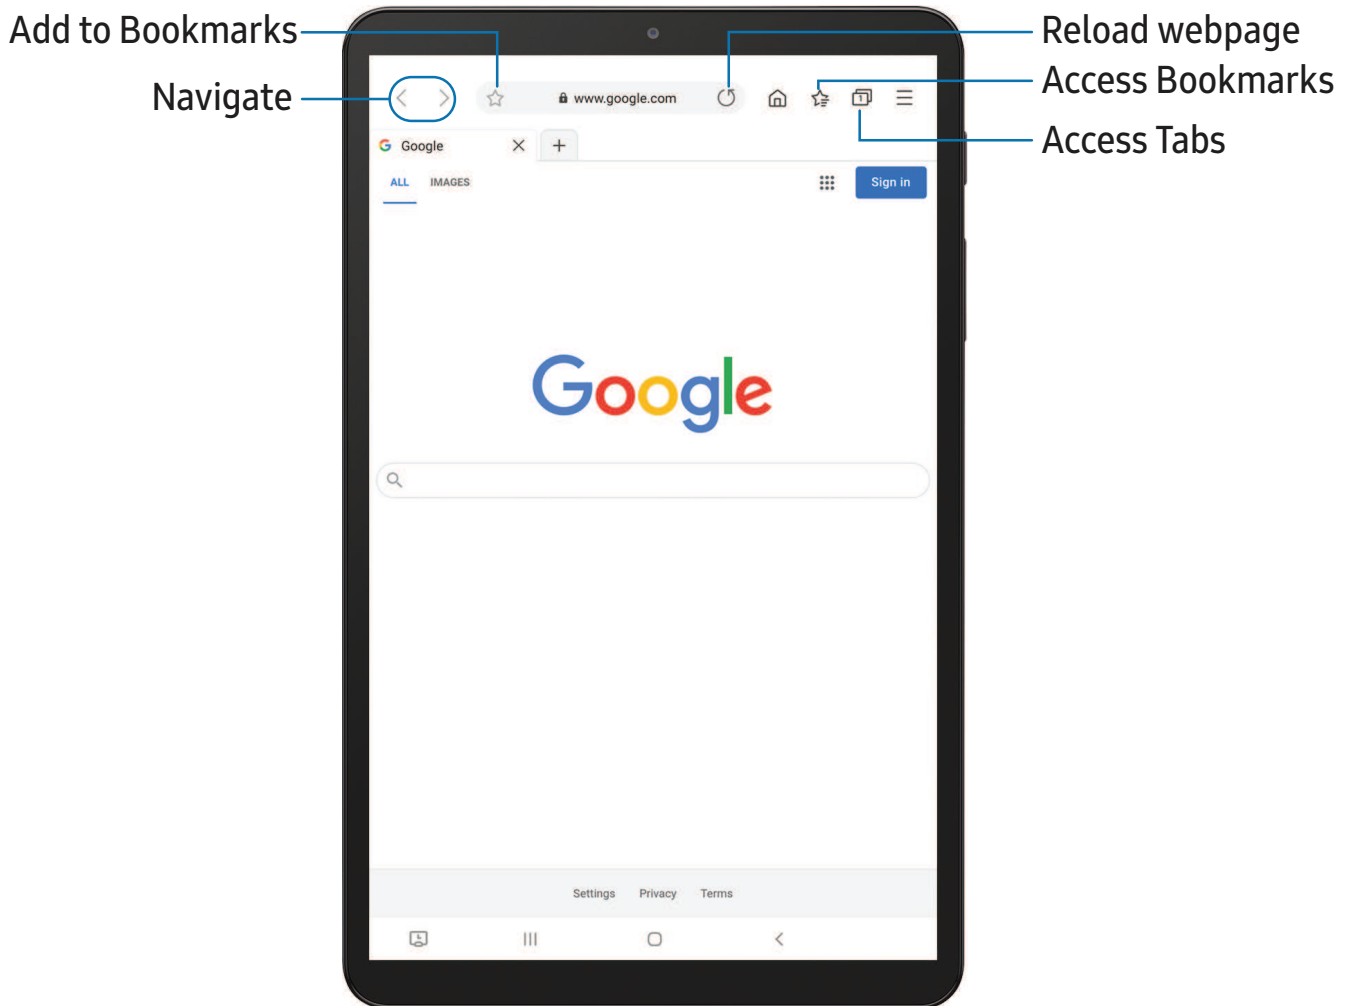 Add to Bookmarks
Reload webpage
Access Bookmarks
Navigate
www.google.com
1
Access Tabs
Google
ALL IMAGES
Sign in
Google
Settings Privacy Terms